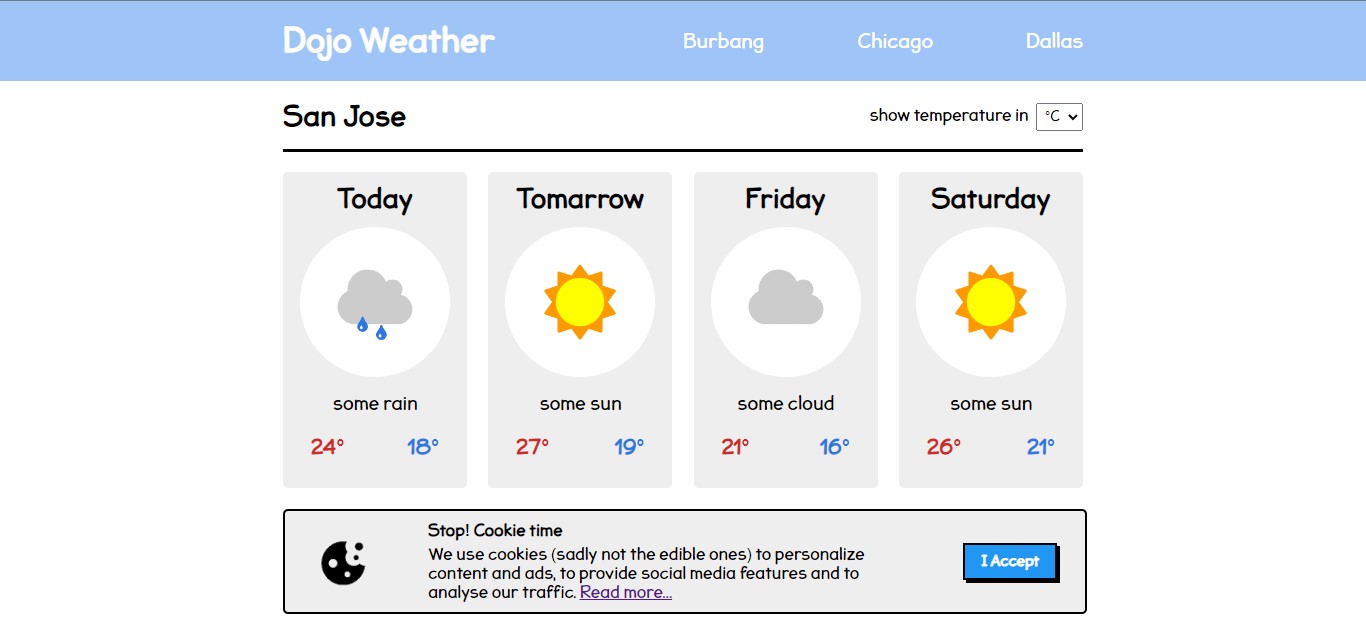 Dojo Weather Burbang Chicago Dallas
San Jose show temperature in °C
Today Tomarrow Friday Saturday
some rain some sun some cloud some sun
24° 18° 27° 19° 21° 16° 26° 21°
Stop! Cookie time
We use cookies (sadly not the edible ones) to personalize
content and ads, to provide social media features and to
analyse our traffic. Read more...
I Accept